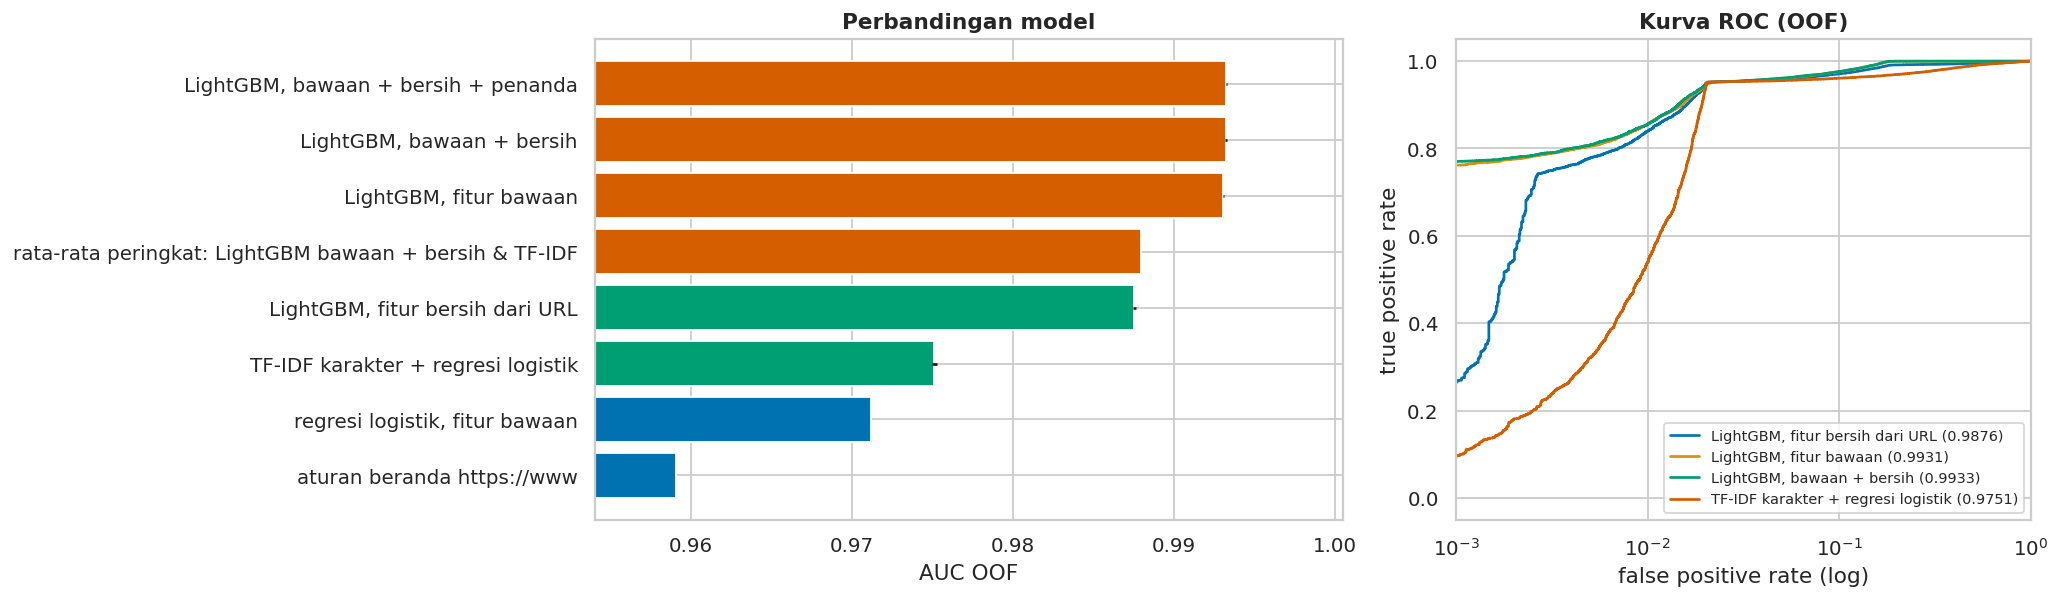 Perbandingan model
LightGBM, bawaan + bersih + penanda
LightGBM, bawaan + bersih
LightGBM, fitur bawaan
rata-rata peringkat: LightGBM bawaan + bersih & TF-IDF
LightGBM, fitur bersih dari URL
TF-IDF karakter + regresi logistik
regresi logistik, fitur bawaan
aturan beranda https://www
0.96 0.97 0.98 0.99 1.00
AUC OOF
Kurva ROC (OOF)
true positive rate
1.0
0.8
0.6
0.4
0.2
0.0
LightGBM, fitur bersih dari URL (0.9876)
LightGBM, fitur bawaan (0.9931)
LightGBM, bawaan + bersih (0.9933)
TF-IDF karakter + regresi logistik (0.9751)
10⁻³ 10⁻² 10⁻¹ 10⁰
false positive rate (log)